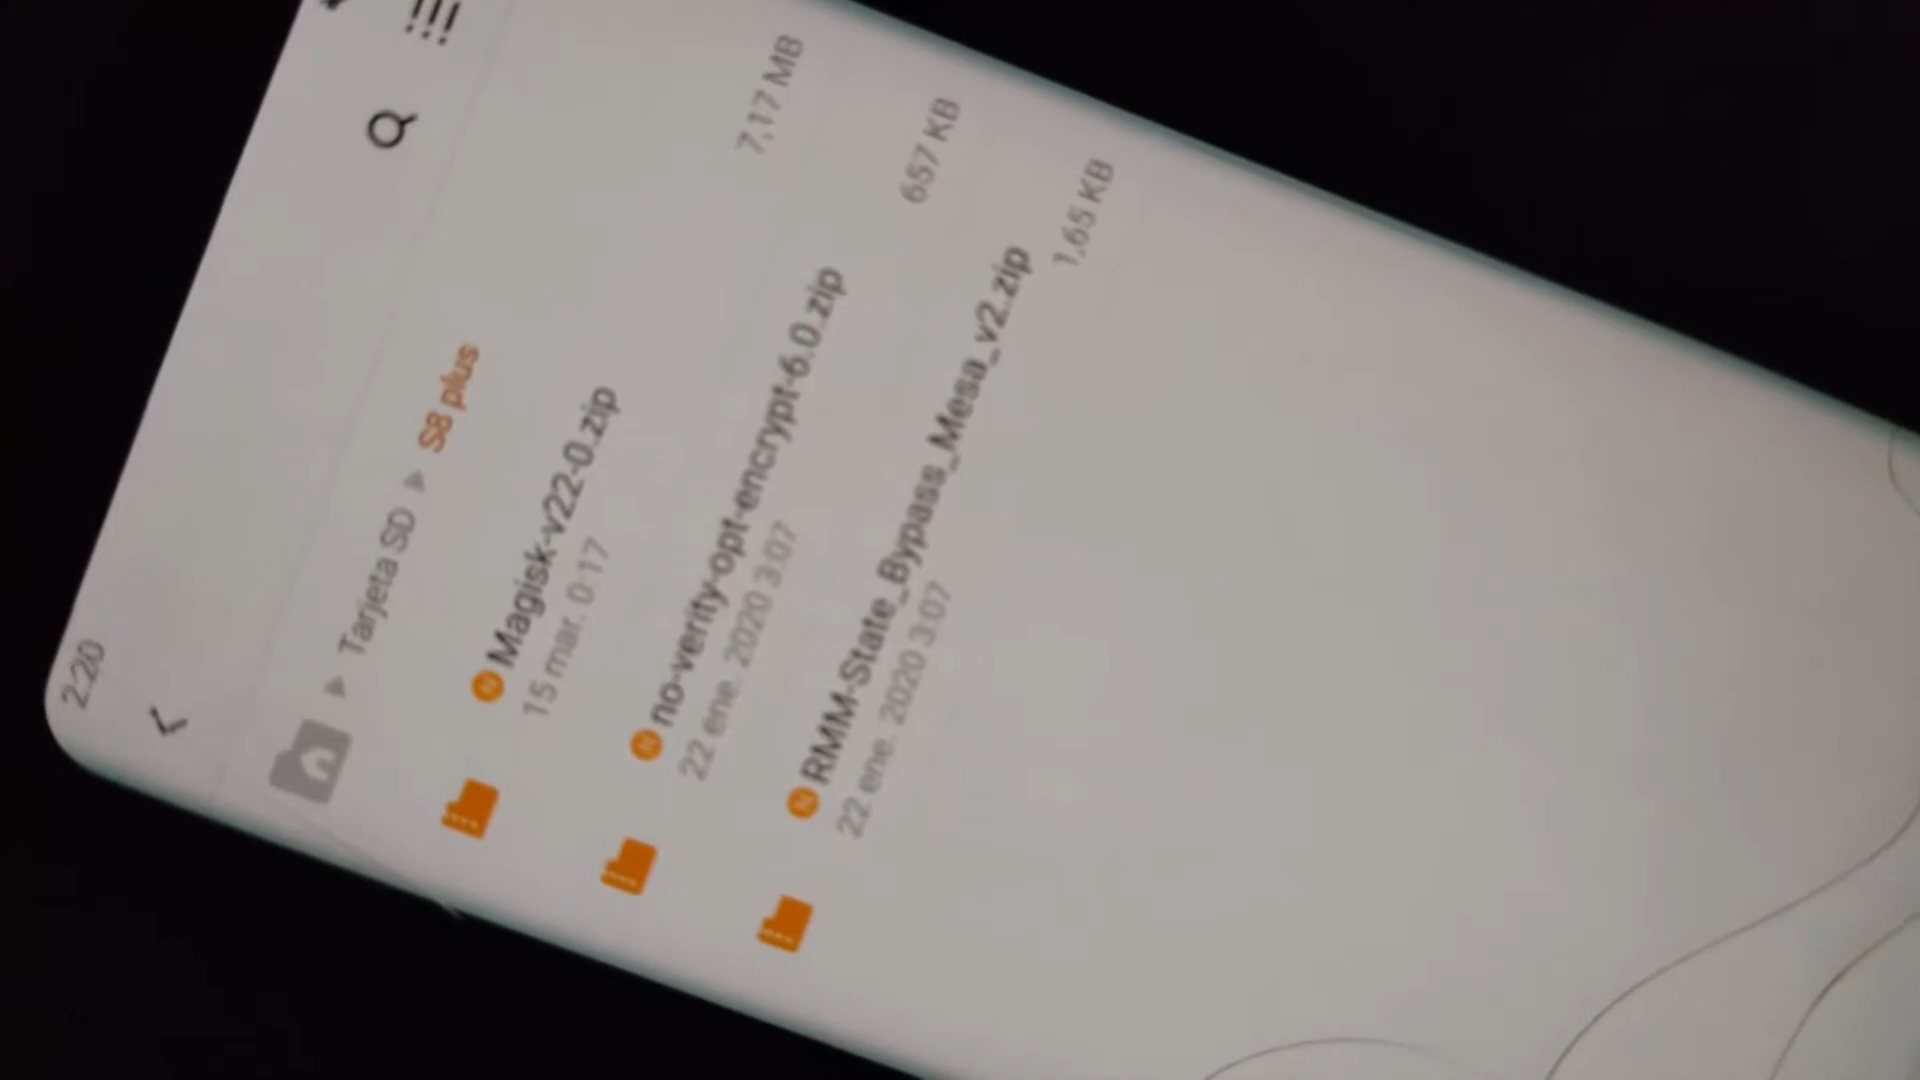 2:20
Tarjeta SD S8 plus
Magisk-v22-0.zip
15 mar. 0:17
7,17 MB
no-verity-opt-encrypt-6.0.zip
22 ene. 2020 3:07
657 KB
RMM-State_Bypass_Mesa_v2.zip
22 ene. 2020 3:07
1,65 KB